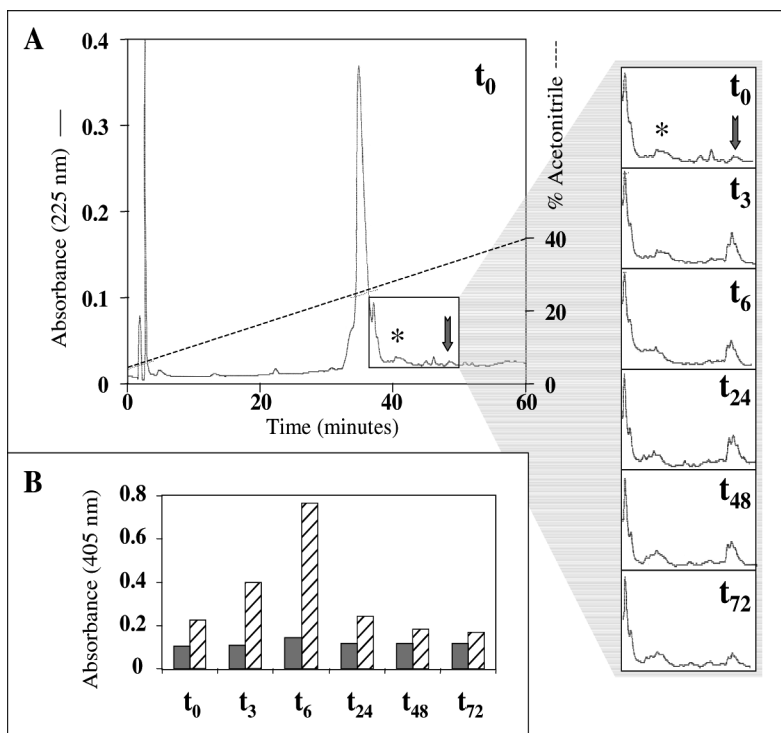 A
t0
Absorbance (225 nm)
0.4
0.3
0.2
0.1
0
% Acetonitrile
40
20
0
*
0
20
40
60
Time (minutes)
t0
*
t3
t6
t24
t48
t72
B
Absorbance (405 nm)
0.8
0.6
0.4
0.2
0
t0 t3 t6 t24 t48 t72